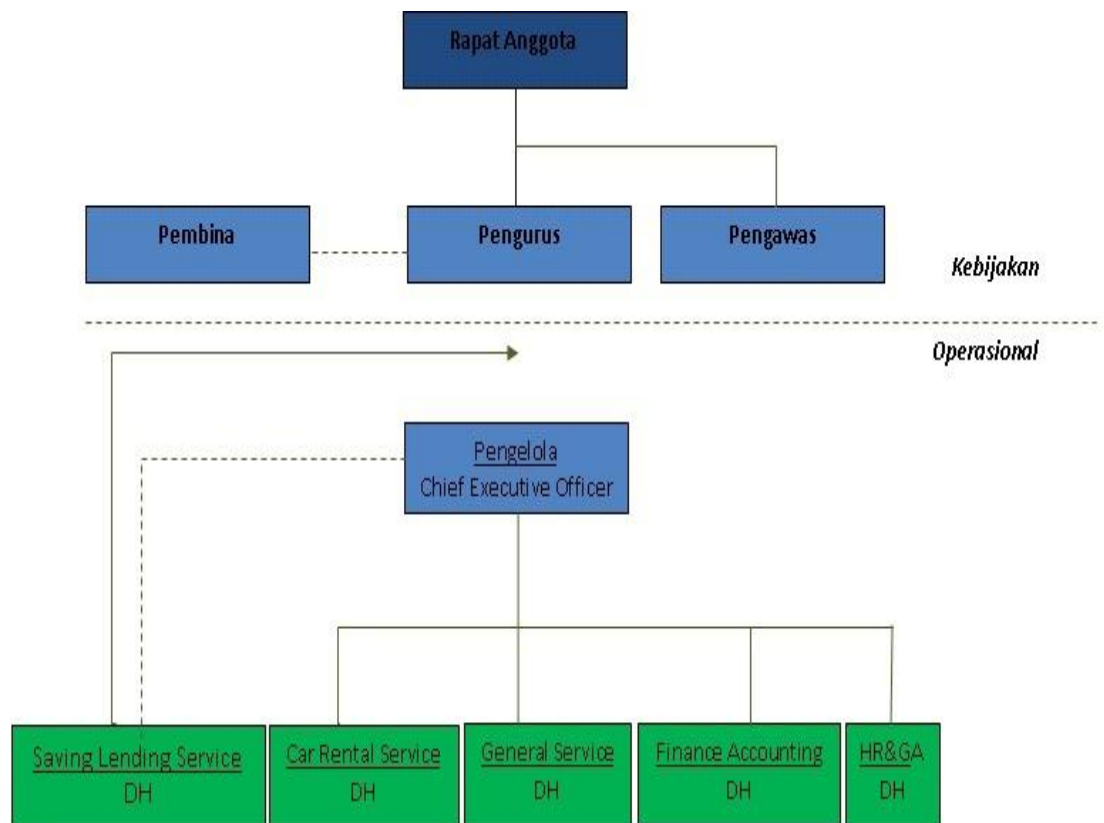 Rapat Anggota
Pembina
Pengurus
Pengawas
Kebijakan
Operasional
Pengelola
Chief Executive Officer
Saving Lending Service
DH
Car Rental Service
DH
General Service
DH
Finance Accounting
DH
HR&GA
DH